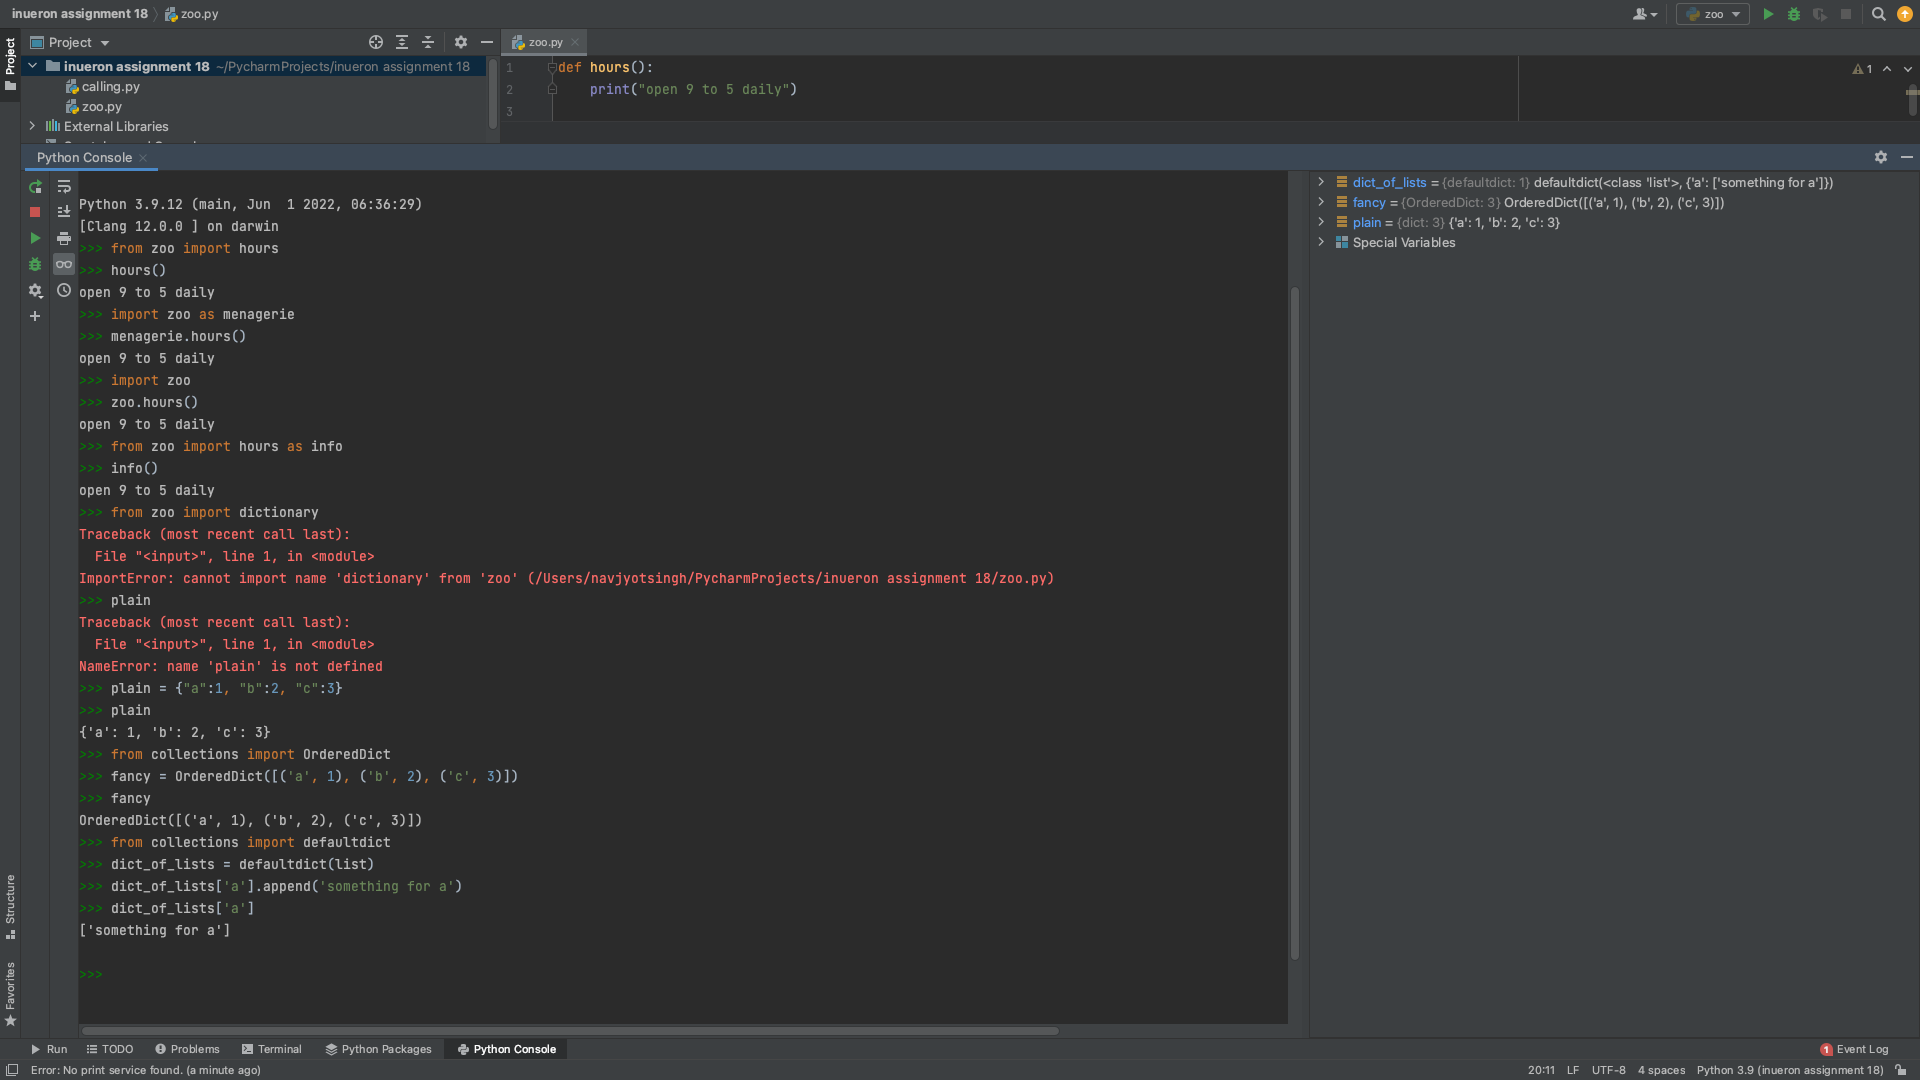 inueron assignment 18 zoo.py
zoo
Project
zoo.py
Project
inueron assignment 18 ~/PycharmProjects/inueron assignment 18
calling.py
zoo.py
External Libraries
1 def hours():
2 print("open 9 to 5 daily")
3
1
Python Console
Python 3.9.12 (main, Jun  1 2022, 06:36:29)
[Clang 12.0.0 ] on darwin
>>> from zoo import hours
>>> hours()
open 9 to 5 daily
>>> import zoo as menagerie
>>> menagerie.hours()
open 9 to 5 daily
>>> import zoo
>>> zoo.hours()
open 9 to 5 daily
>>> from zoo import hours as info
>>> info()
open 9 to 5 daily
>>> from zoo import dictionary
Traceback (most recent call last):
  File "<input>", line 1, in <module>
ImportError: cannot import name 'dictionary' from 'zoo' (/Users/navjyotsingh/PycharmProjects/inueron assignment 18/zoo.py)
>>> plain
Traceback (most recent call last):
  File "<input>", line 1, in <module>
NameError: name 'plain' is not defined
>>> plain = {"a":1, "b":2, "c":3}
>>> plain
{'a': 1, 'b': 2, 'c': 3}
>>> from collections import OrderedDict
>>> fancy = OrderedDict([('a', 1), ('b', 2), ('c', 3)])
>>> fancy
OrderedDict([('a', 1), ('b', 2), ('c', 3)])
>>> from collections import defaultdict
>>> dict_of_lists = defaultdict(list)
>>> dict_of_lists['a'].append('something for a')
>>> dict_of_lists['a']
['something for a']
>>>
dict_of_lists = {defaultdict: 1} defaultdict(<class 'list'>, {'a': ['something for a']})
fancy = {OrderedDict: 3} OrderedDict([('a', 1), ('b', 2), ('c', 3)])
plain = {dict: 3} {'a': 1, 'b': 2, 'c': 3}
Special Variables
Structure
Favorites
Run TODO Problems Terminal Python Packages Python Console 1 Event Log
Error: No print service found. (a minute ago) 20:11 LF UTF-8 4 spaces Python 3.9 (inueron assignment 18)